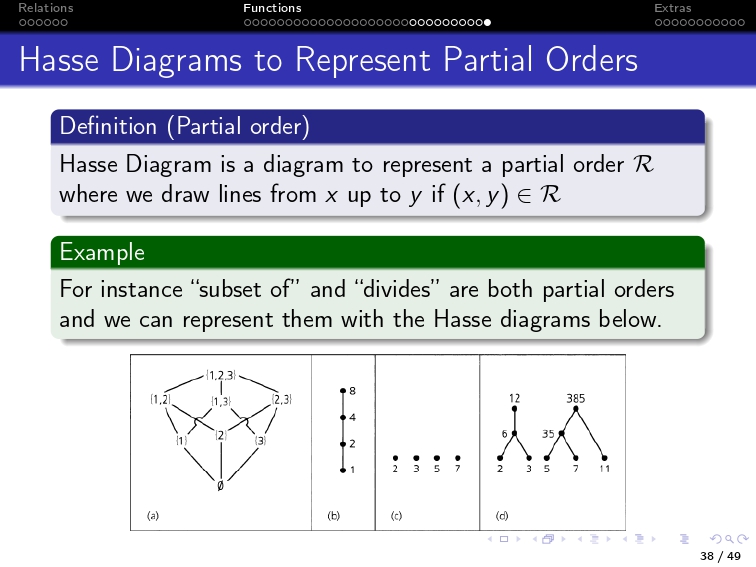 Relations Functions Extras
Hasse Diagrams to Represent Partial Orders
Definition (Partial order)
Hasse Diagram is a diagram to represent a partial order ℛ
where we draw lines from x up to y if (x, y) ∈ ℛ
Example
For instance “subset of” and “divides” are both partial orders
and we can represent them with the Hasse diagrams below.
{1,2,3}
{1,2} {1,3} {2,3}
{1} {2} {3}
∅
(a)
8
4
2
1
(b)
2 3 5 7
(c)
12 385
6 35
2 3 5 7 11
(d)
38 / 49